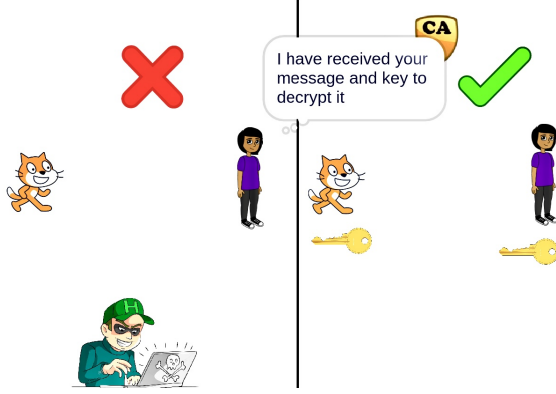 CA
I have received your
message and key to
decrypt it
H